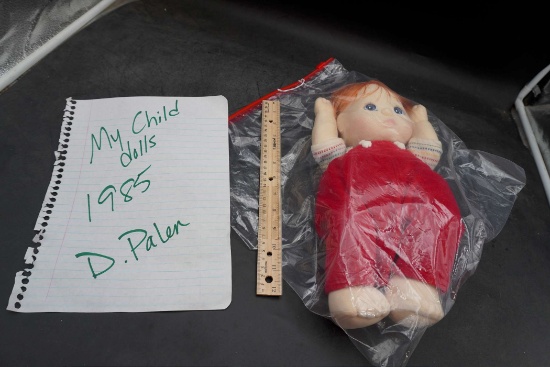 My Child
dolls
1985
D. Palen